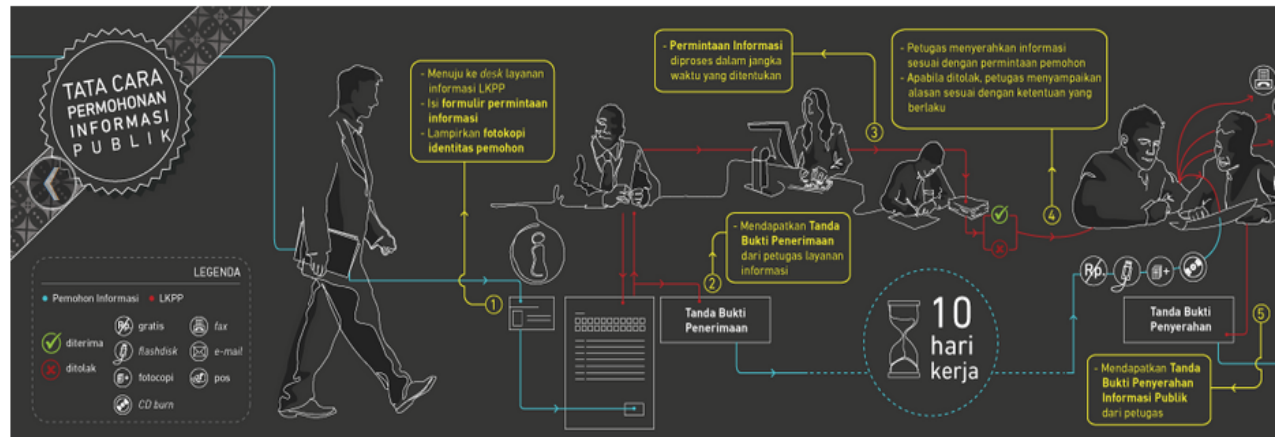 TATA CARA
PERMOHONAN
INFORMASI
PUBLIK
LEGENDA
Pemohon Informasi
LKPP
diterima
ditolak
Rp
gratis
flashdisk
fotocopi
CD burn
fax
e-mail
pos
1
- Menuju ke desk layanan
informasi LKPP
- Isi formulir permintaan
informasi
- Lampirkan fotokopi
identitas pemohon
i
2
- Mendapatkan Tanda
Bukti Penerimaan
dari petugas layanan
informasi
Tanda Bukti
Penerimaan
3
- Permintaan Informasi
diproses dalam jangka
waktu yang ditentukan
10
hari
kerja
4
- Petugas menyerahkan informasi
sesuai dengan permintaan pemohon
- Apabila ditolak, petugas menyampaikan
alasan sesuai dengan ketentuan yang
berlaku
Rp
Tanda Bukti
Penyerahan
5
- Mendapatkan Tanda
Bukti Penyerahan
Informasi Publik
dari petugas